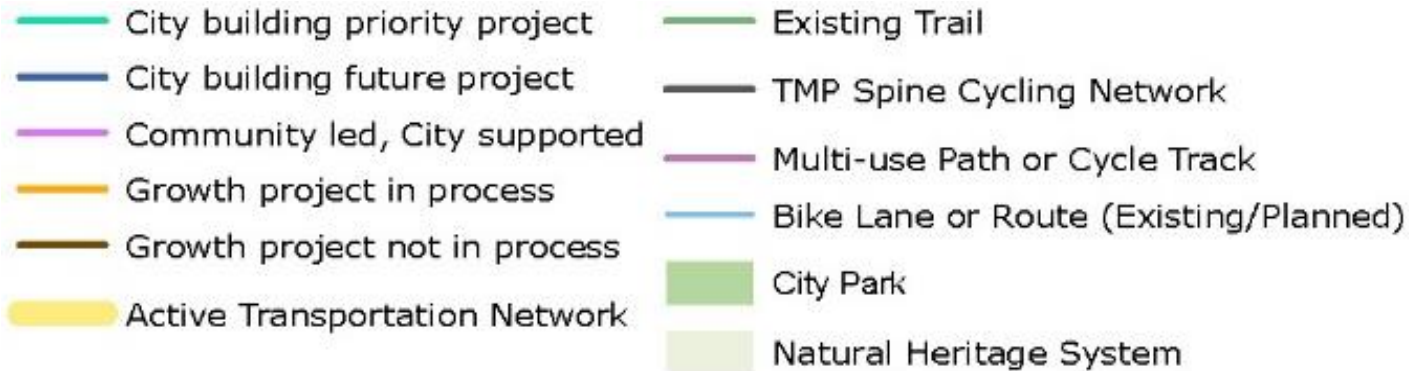 City building priority project
City building future project
Community led, City supported
Growth project in process
Growth project not in process
Active Transportation Network
Existing Trail
TMP Spine Cycling Network
Multi-use Path or Cycle Track
Bike Lane or Route (Existing/Planned)
City Park
Natural Heritage System